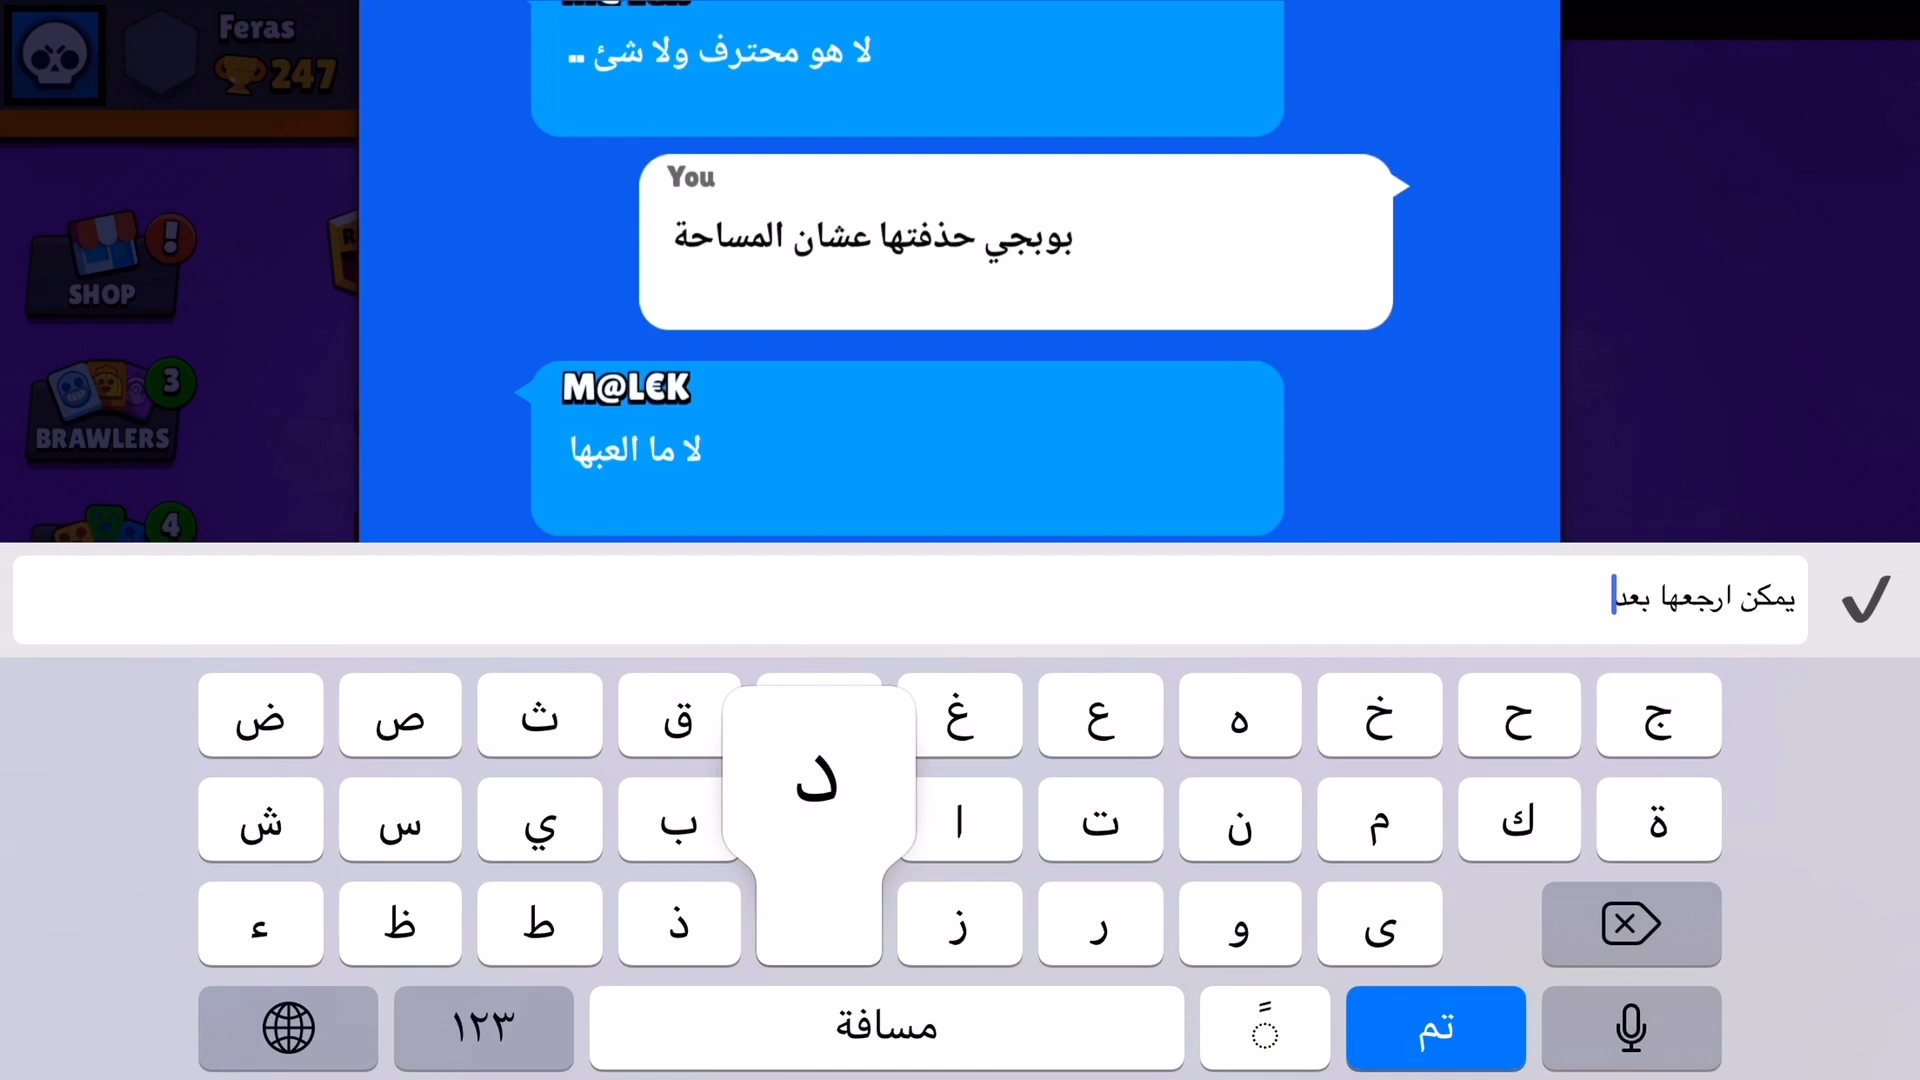 Feras
247
لا هو محترف ولا شئ ..
You
بوبجي حذفتها عشان المساحة
SHOP
M@L€K
لا ما العبها
3
BRAWLERS
4
يمكن ارجعها بعد
ض ص ث ق غ ع ه خ ح ج
د
ش س ي ب ا ت ن م ك ة
ء ظ ط ذ ز ر و ى
١٢٣ مسافة تم